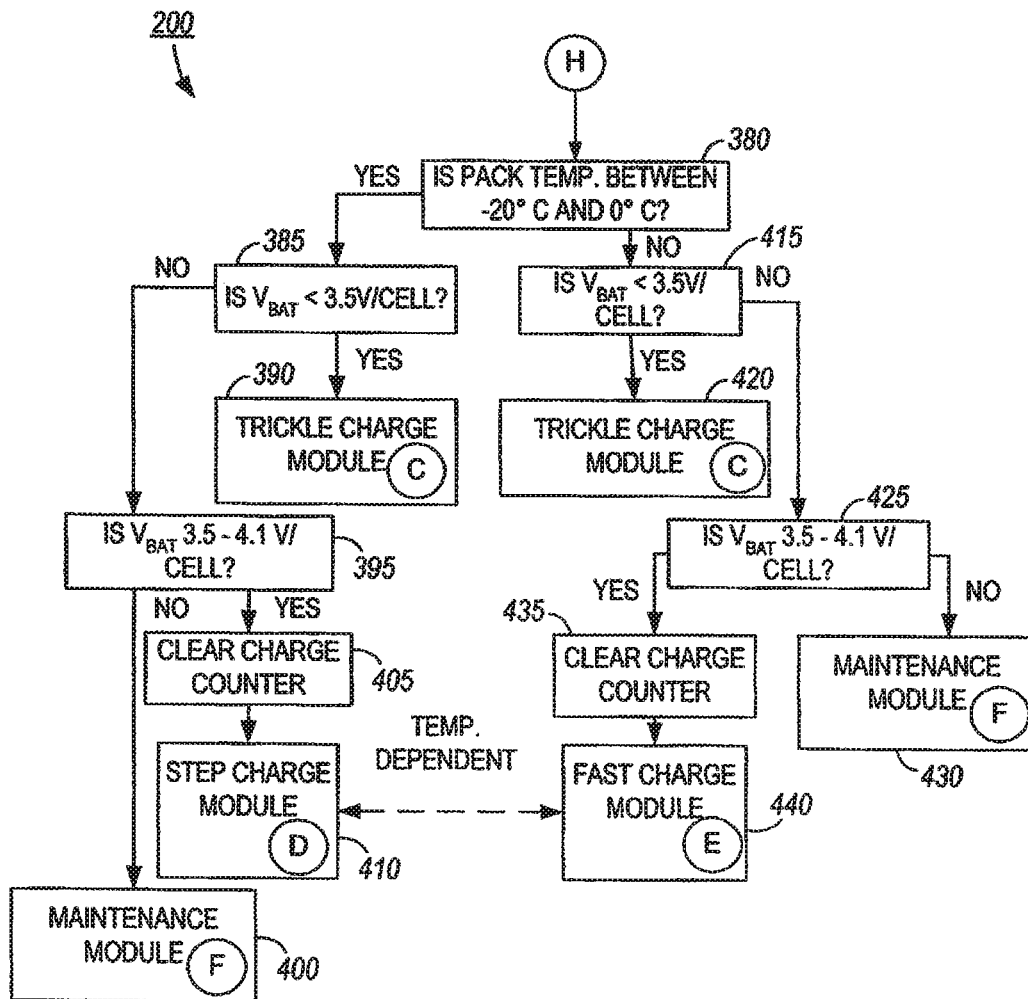 200
H
380
IS PACK TEMP. BETWEEN
-20° C AND 0° C?
YES
NO
385
IS V_BAT < 3.5V/CELL?
NO
YES
415
IS V_BAT < 3.5V/
CELL?
NO
YES
390
TRICKLE CHARGE
MODULE
C
420
TRICKLE CHARGE
MODULE
C
IS V_BAT 3.5 - 4.1 V/
CELL?
395
NO
YES
425
IS V_BAT 3.5 - 4.1 V/
CELL?
YES
NO
CLEAR CHARGE
COUNTER
405
435
CLEAR CHARGE
COUNTER
MAINTENANCE
MODULE
F
430
STEP CHARGE
MODULE
D
410
TEMP.
DEPENDENT
FAST CHARGE
MODULE
E
440
MAINTENANCE
MODULE
F
400